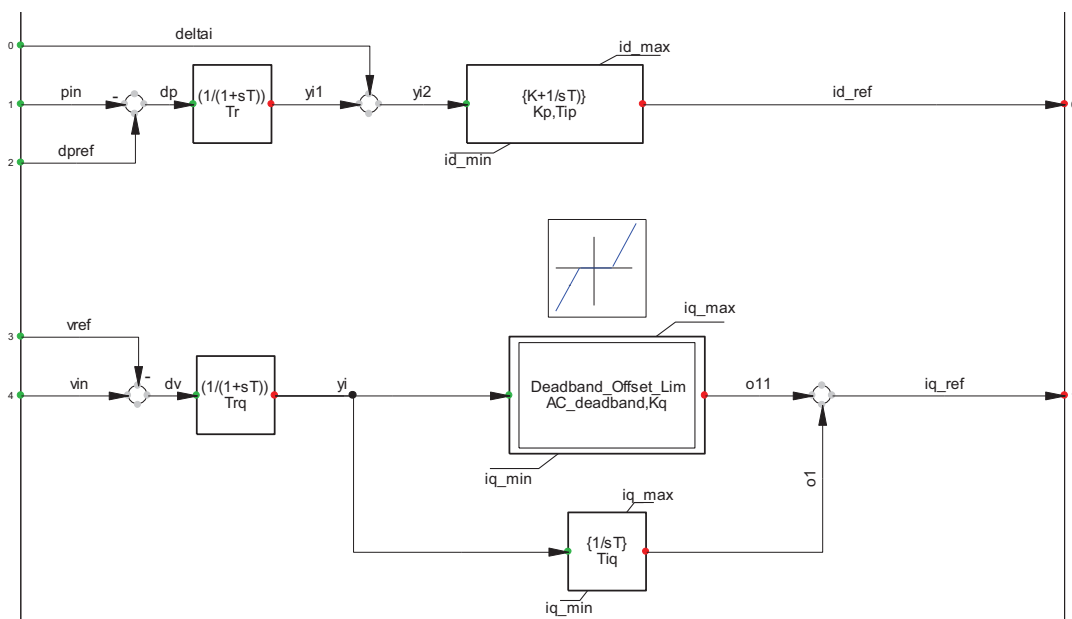 deltai
id_max
0
pin
-
dp
(1/(1+sT))
Tr
yi1
yi2
{K+1/sT)}
Kp,Tip
id_ref
1
dpref
id_min
2
iq_max
vref
3
-
vin
dv
(1/(1+sT))
Trq
yi
Deadband_Offset_Lim
AC_deadband,Kq
o11
iq_ref
4
iq_min
o1
iq_max
{1/sT}
Tiq
iq_min